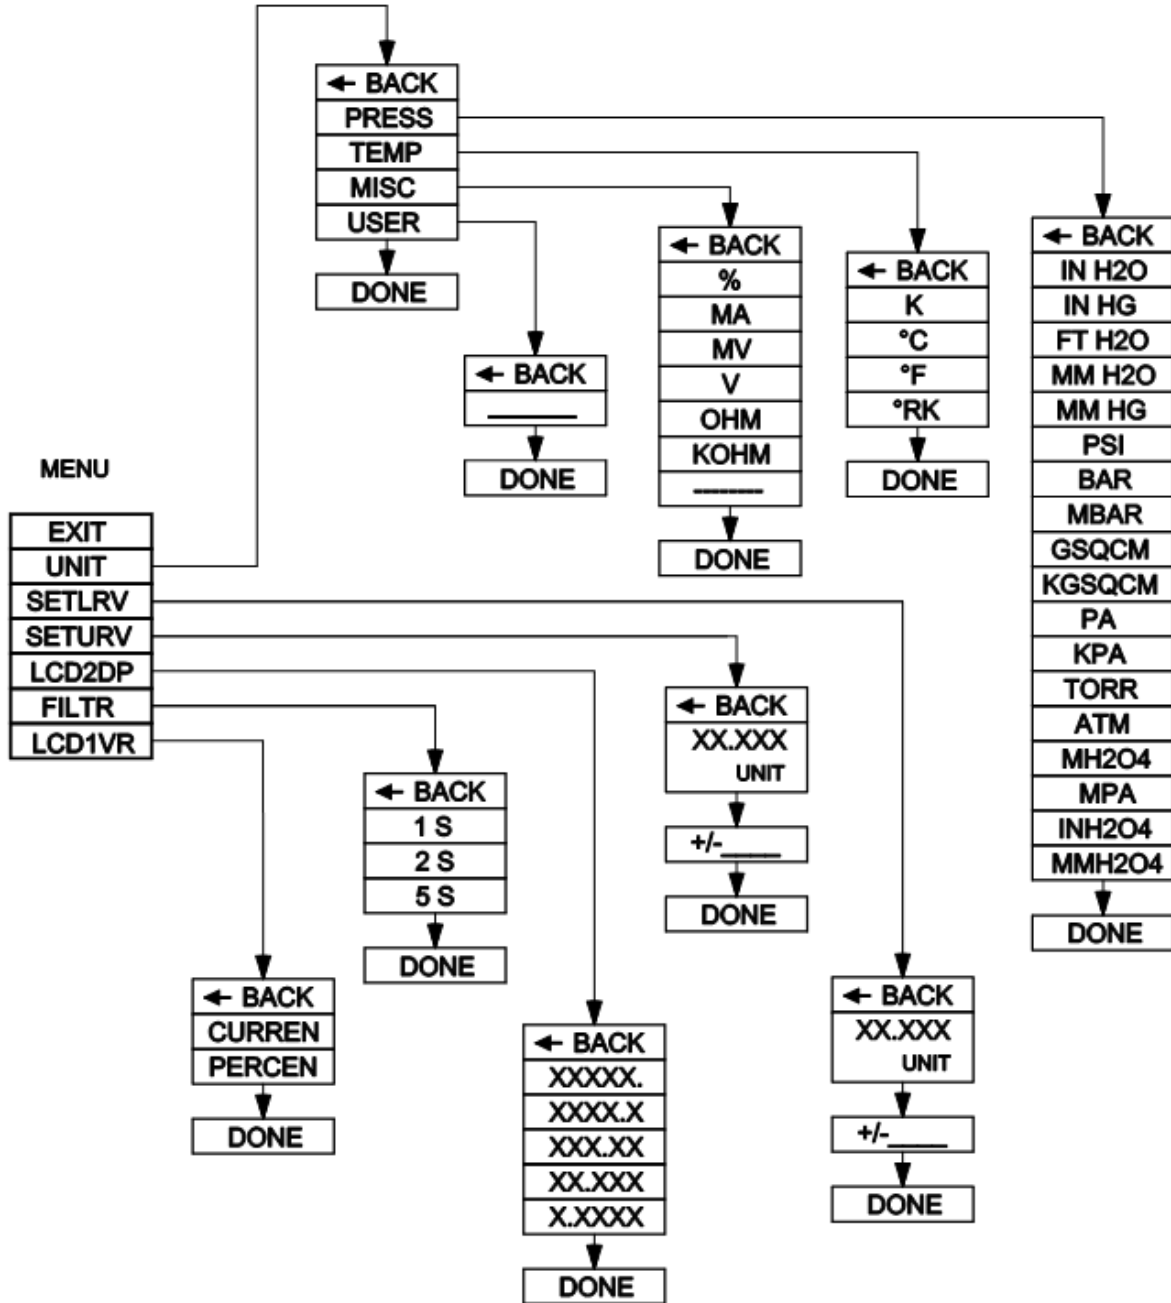 ← BACK
PRESS
TEMP
MISC
USER
DONE
← BACK
_______
DONE
← BACK
%
MA
MV
V
OHM
KOHM
--------
DONE
← BACK
K
°C
°F
°RK
DONE
← BACK
IN H2O
IN HG
FT H2O
MM H2O
MM HG
PSI
BAR
MBAR
GSQCM
KGSQCM
PA
KPA
TORR
ATM
MH2O4
MPA
INH2O4
MMH2O4
DONE
MENU
EXIT
UNIT
SETLRV
SETURV
LCD2DP
FILTR
LCD1VR
← BACK
CURREN
PERCEN
DONE
← BACK
1 S
2 S
5 S
DONE
← BACK
XXXXX.
XXXX.X
XXX.XX
XX.XXX
X.XXXX
DONE
← BACK
XX.XXX
UNIT
+/-____
DONE
← BACK
XX.XXX
UNIT
+/-____
DONE